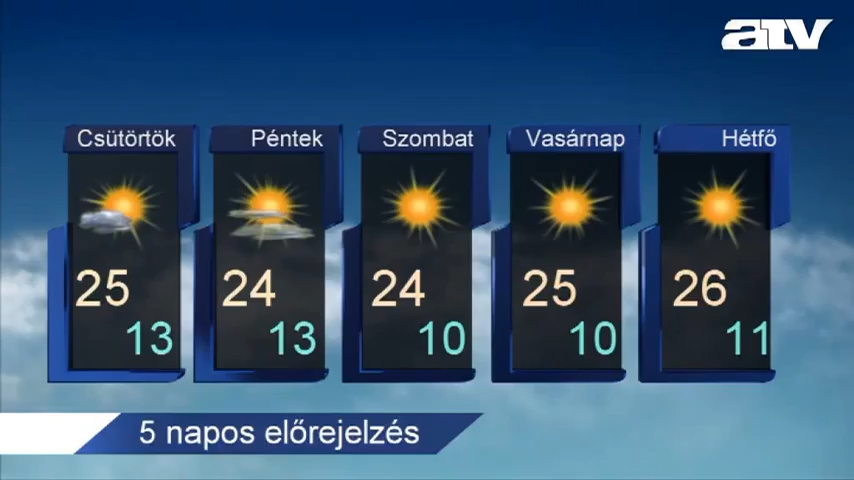 atv
Csütörtök Péntek Szombat Vasárnap Hétfő
25 24 24 25 26
13 13 10 10 11
5 napos előrejelzés